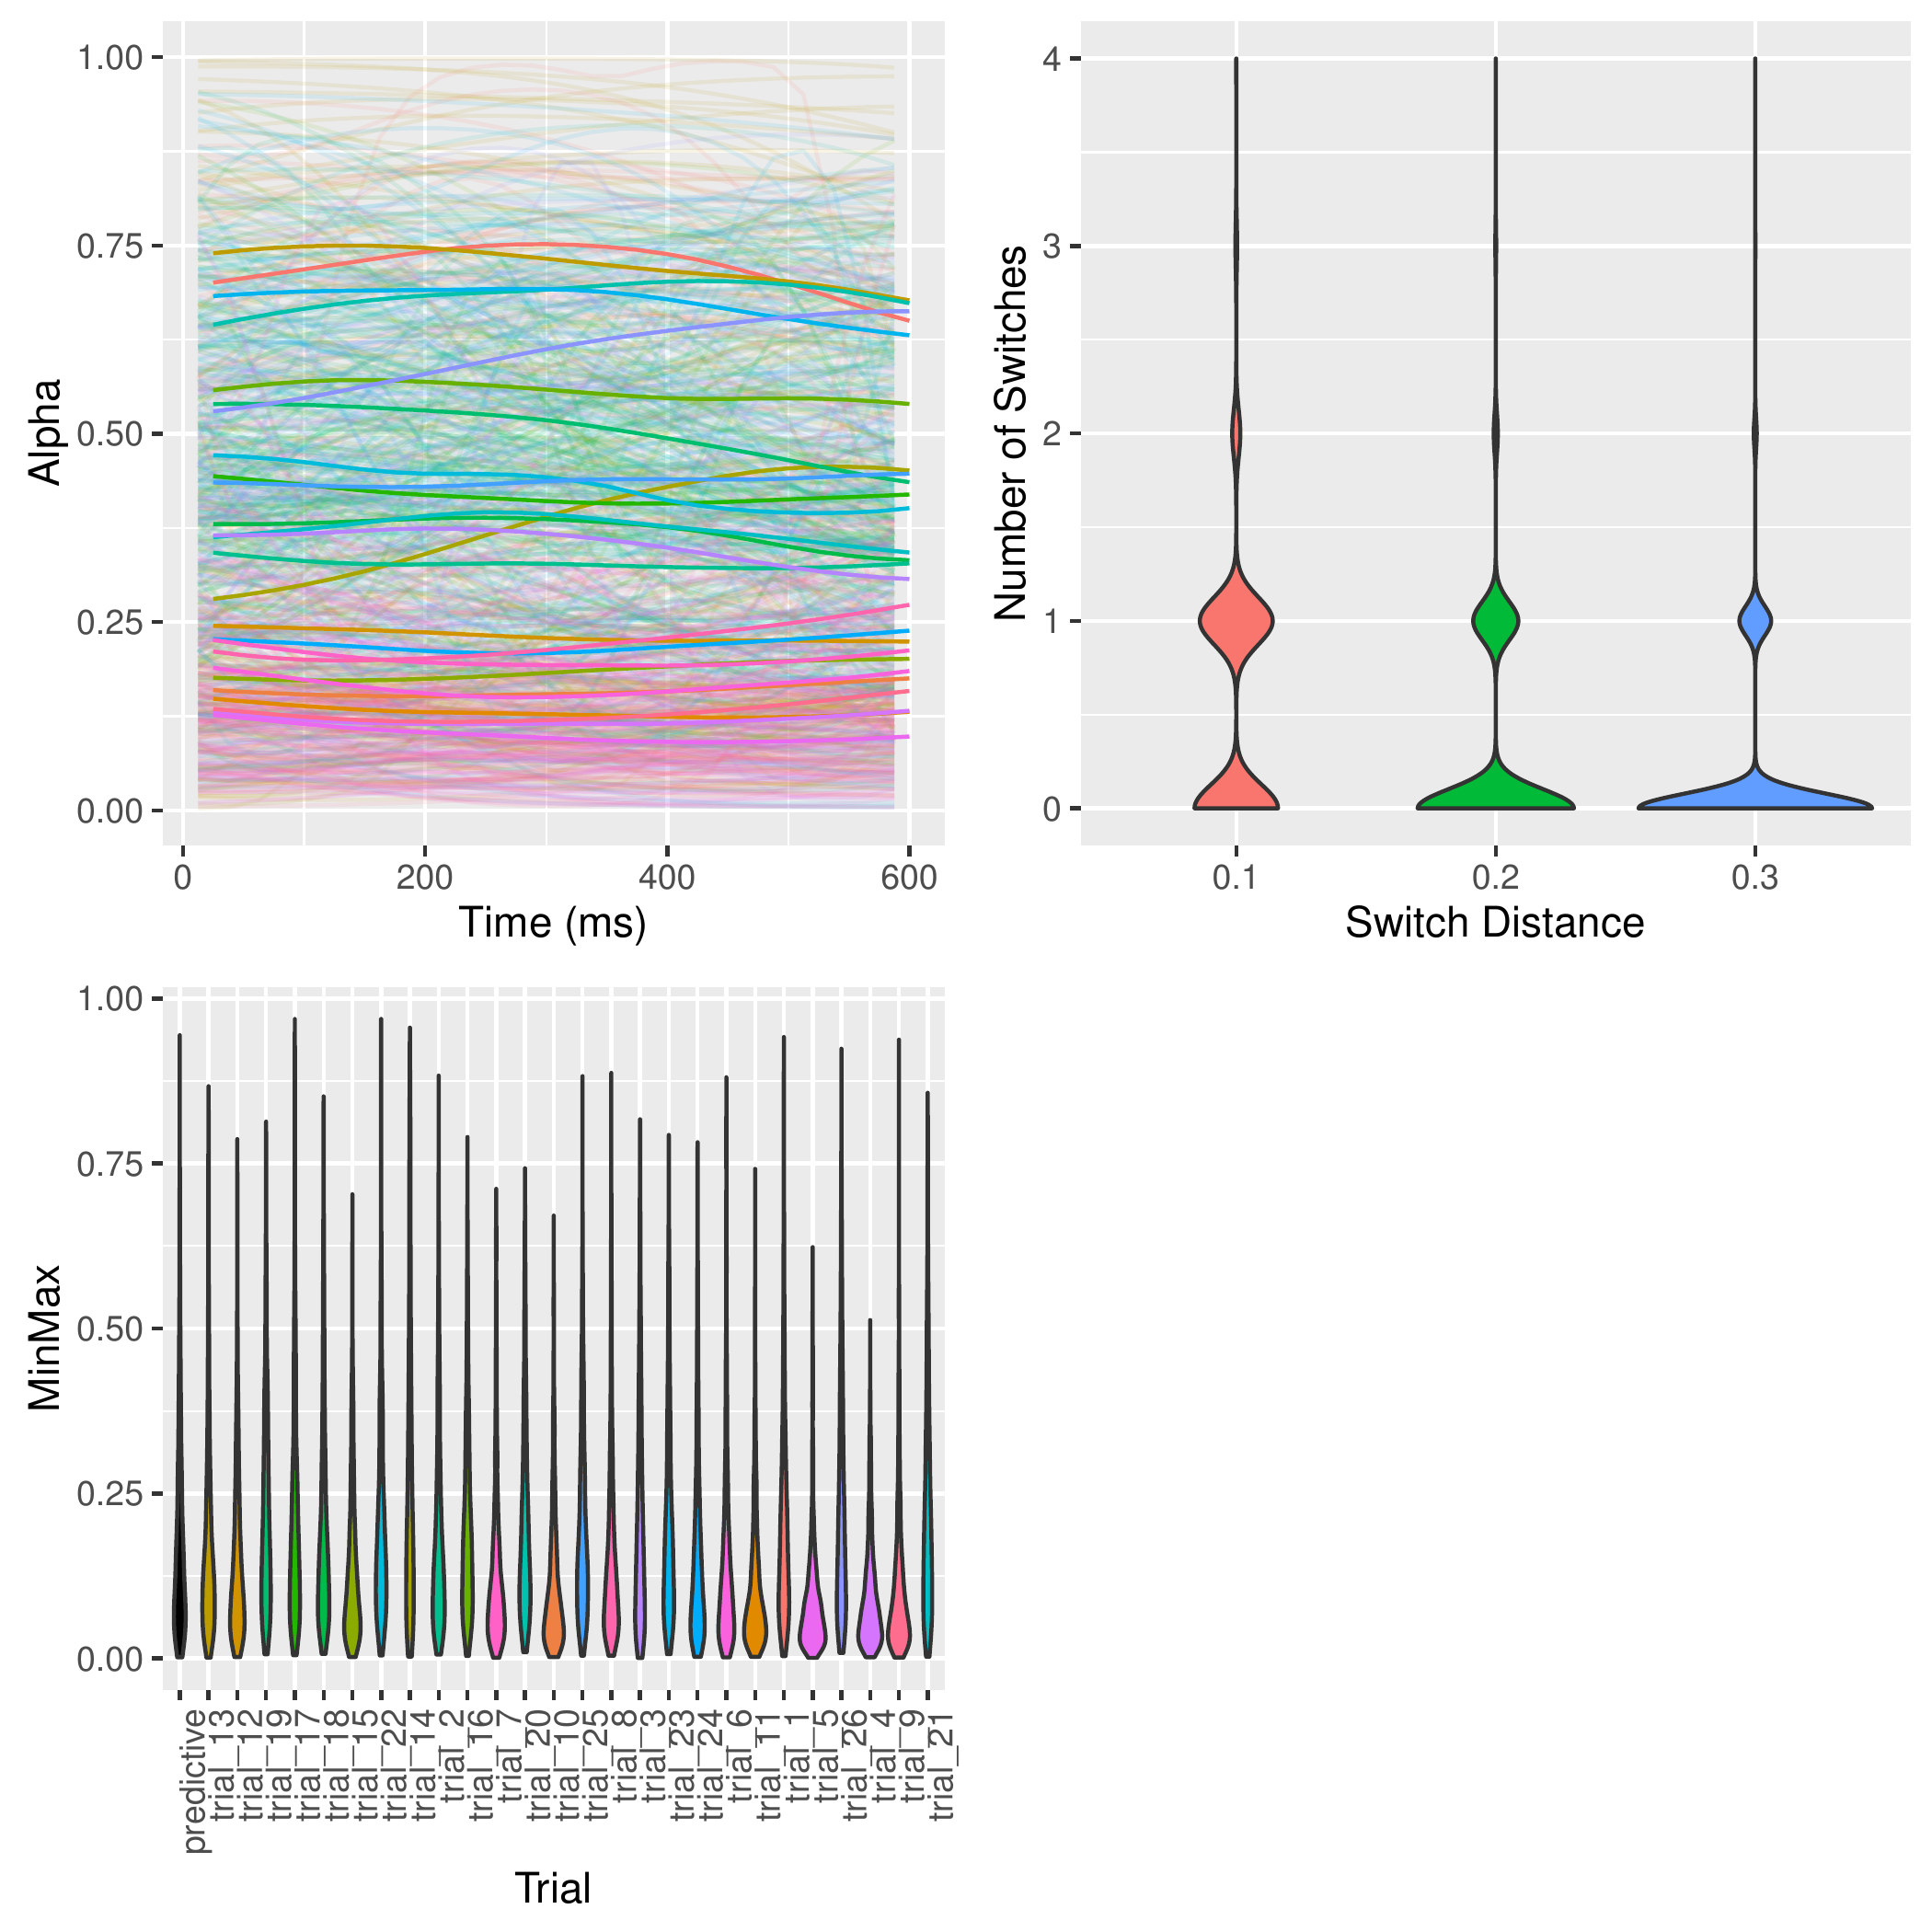 1.00
0.75
0.50
0.25
0.00
Alpha
0
200
400
600
Time (ms)
4
3
2
1
0
Number of Switches
0.1
0.2
0.3
Switch Distance
1.00
0.75
0.50
0.25
0.00
MinMax
predictive
trial_13
trial_12
trial_19
trial_17
trial_18
trial_15
trial_22
trial_14
trial_2
trial_16
trial_7
trial_20
trial_10
trial_25
trial_8
trial_3
trial_23
trial_24
trial_6
trial_11
trial_1
trial_5
trial_26
trial_4
trial_9
trial_21
Trial